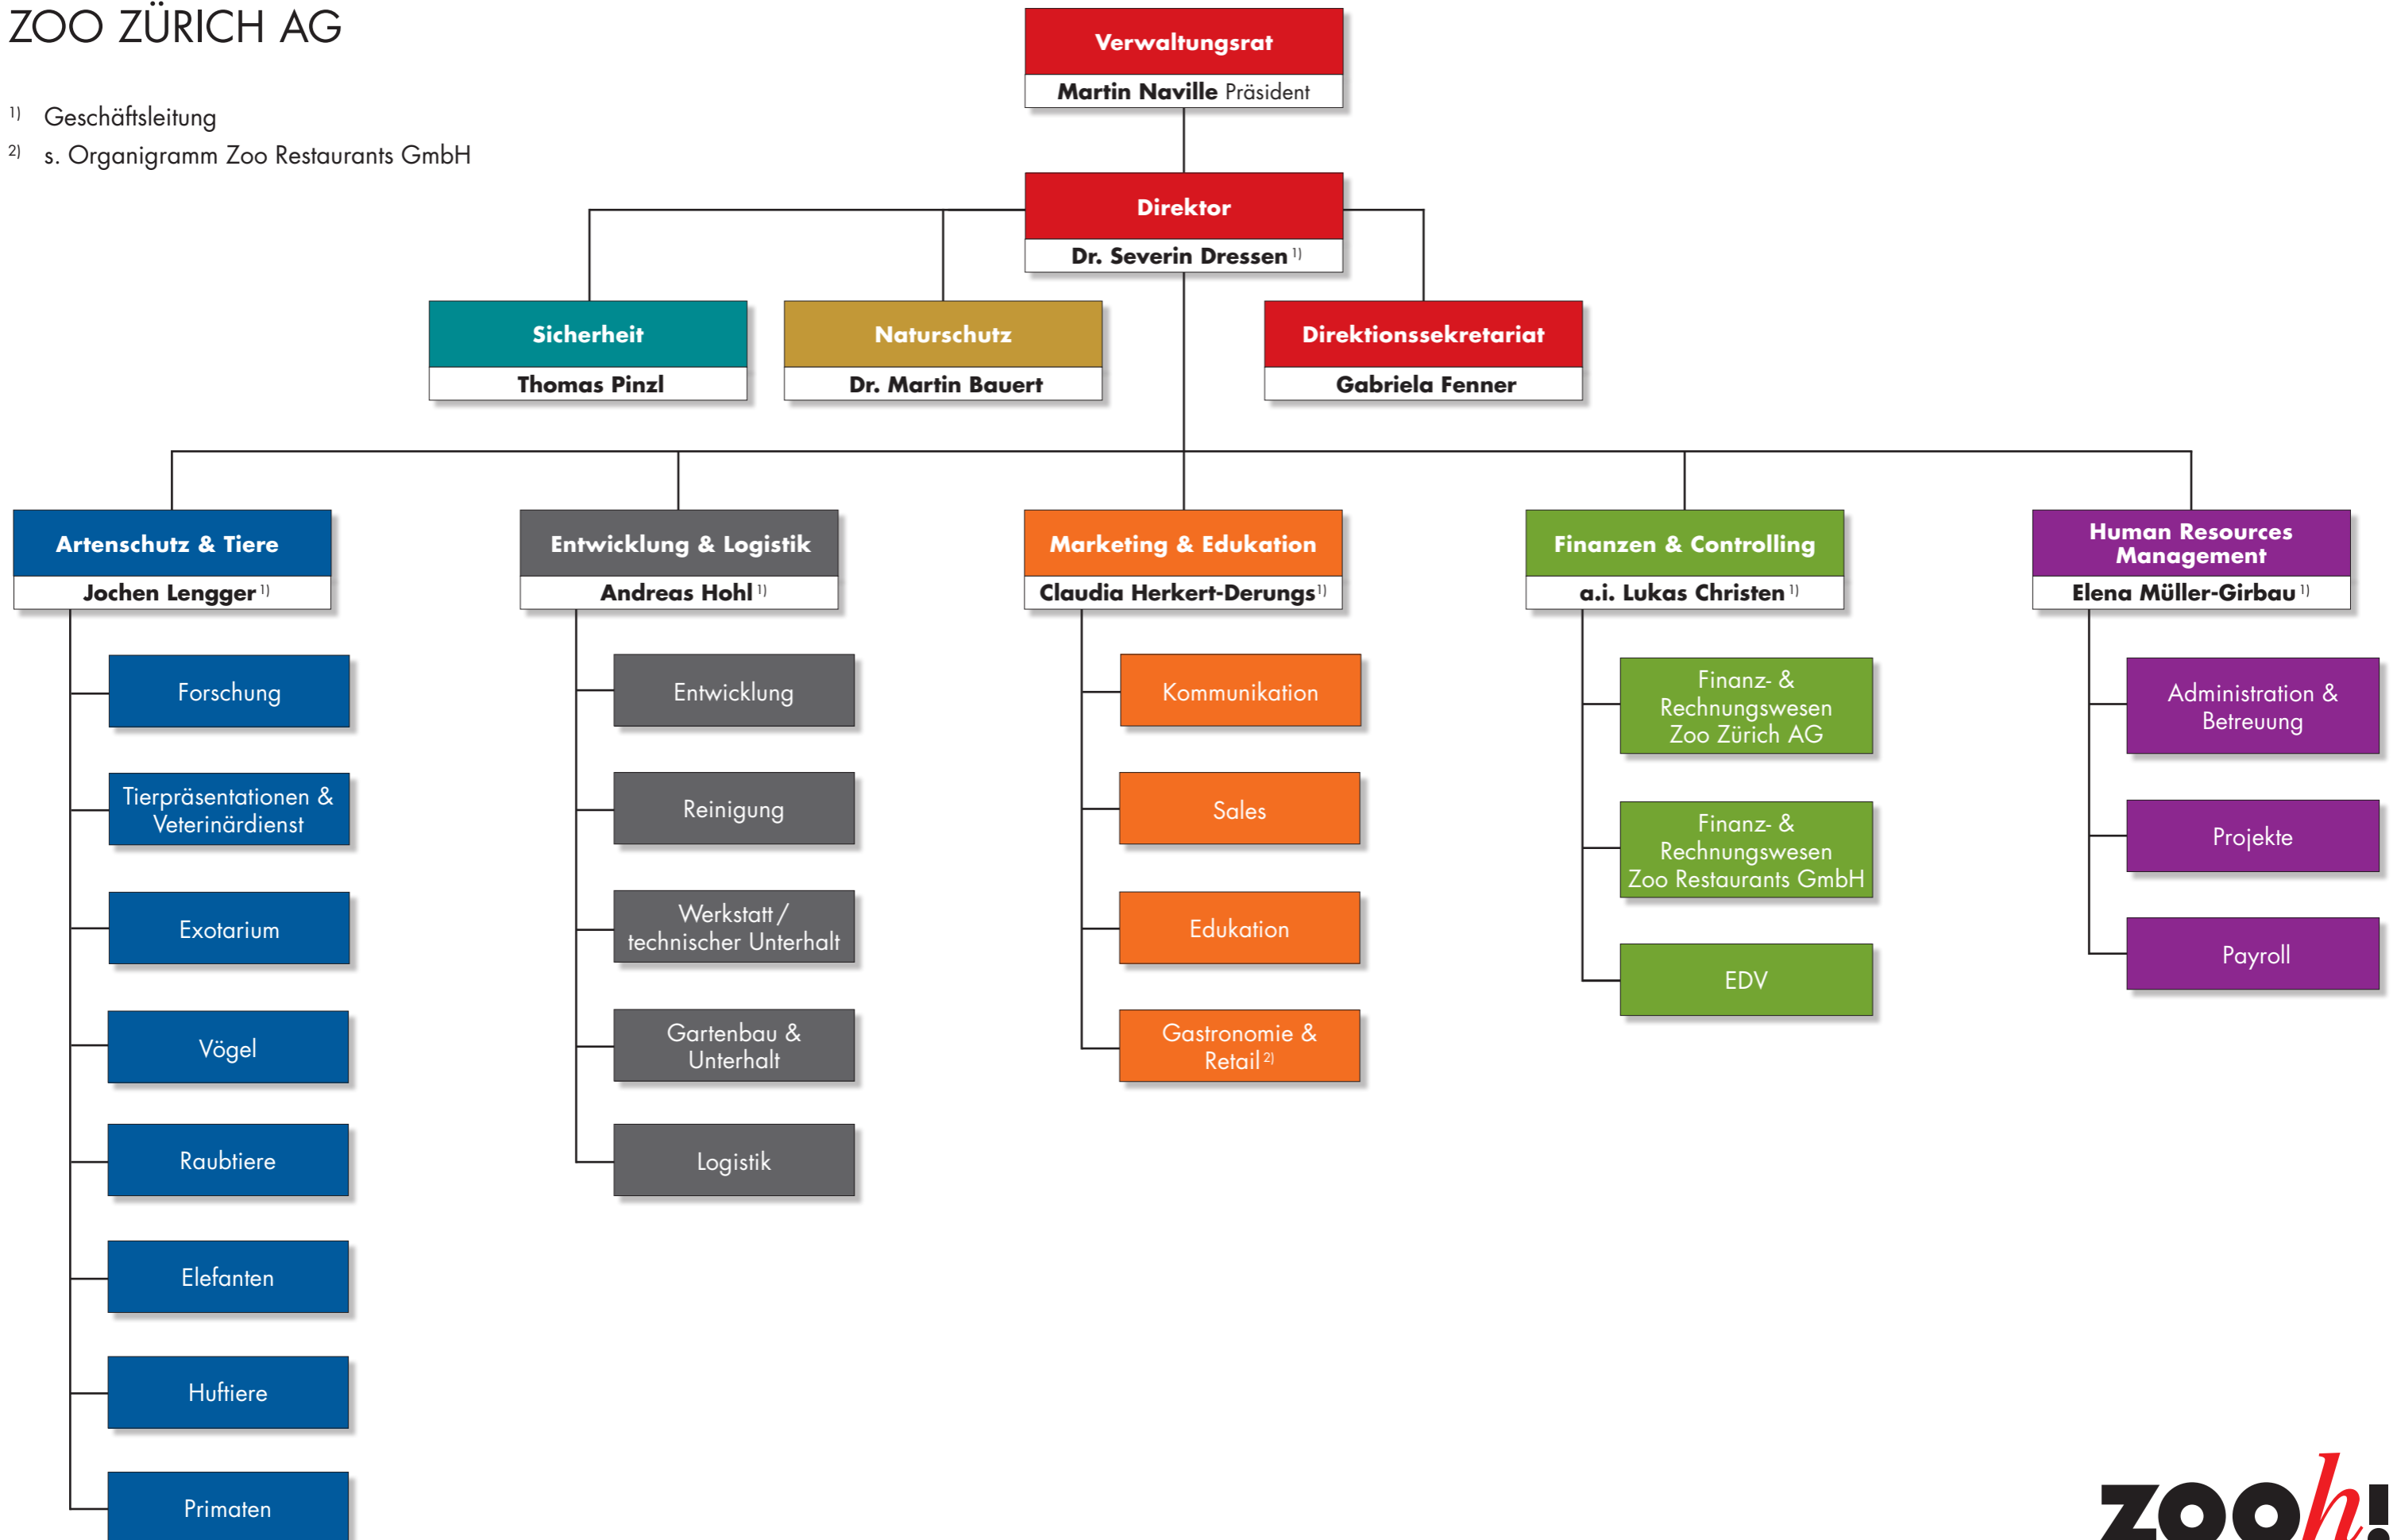 ZOO ZÜRICH AG
1) Geschäftsleitung
2) s. Organigramm Zoo Restaurants GmbH
Verwaltungsrat
Martin Naville Präsident
Direktor
Dr. Severin Dressen 1)
Sicherheit
Thomas Pinzl
Naturschutz
Dr. Martin Bauert
Direktionssekretariat
Gabriela Fenner
Artenschutz & Tiere
Jochen Lengger 1)
Forschung
Tierpräsentationen &
Veterinärdienst
Exotarium
Vögel
Raubtiere
Elefanten
Huftiere
Primaten
Entwicklung & Logistik
Andreas Hohl 1)
Entwicklung
Reinigung
Werkstatt /
technischer Unterhalt
Gartenbau &
Unterhalt
Logistik
Marketing & Edukation
Claudia Herkert-Derungs 1)
Kommunikation
Sales
Edukation
Gastronomie &
Retail 2)
Finanzen & Controlling
a.i. Lukas Christen 1)
Finanz- &
Rechnungswesen
Zoo Zürich AG
Finanz- &
Rechnungswesen
Zoo Restaurants GmbH
EDV
Human Resources
Management
Elena Müller-Girbau 1)
Administration &
Betreuung
Projekte
Payroll
zooh!